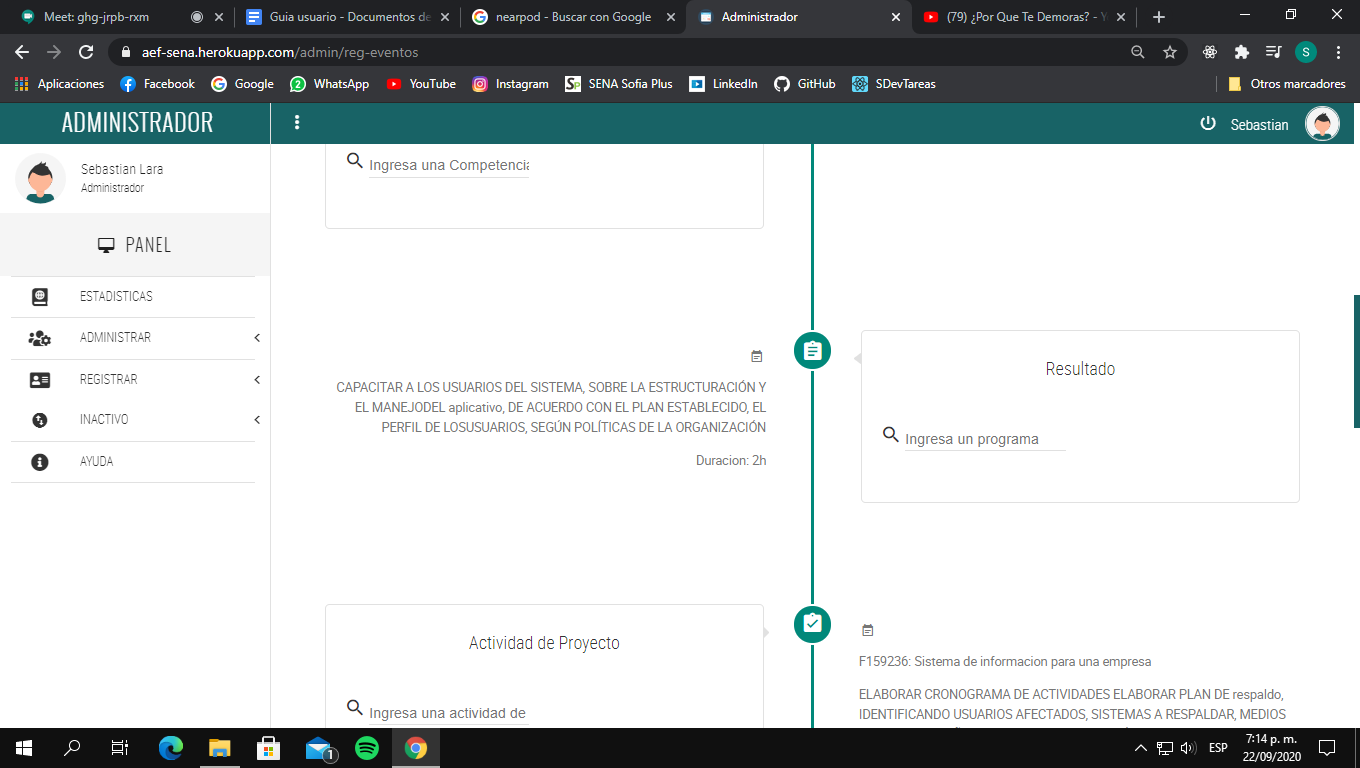 Meet: ghg-jrpb-rxm
Guia usuario - Documentos de
nearpod - Buscar con Google
Administrador
(79) ¿Por Que Te Demoras? - Y
aef-sena.herokuapp.com/admin/reg-eventos
S
Aplicaciones
Facebook
Google
WhatsApp
YouTube
Instagram
SENA Sofia Plus
LinkedIn
GitHub
SDevTareas
Otros marcadores
ADMINISTRADOR
Sebastian
Sebastian Lara
Administrador
PANEL
ESTADISTICAS
ADMINISTRAR
REGISTRAR
INACTIVO
AYUDA
Ingresa una Competencia
CAPACITAR A LOS USUARIOS DEL SISTEMA, SOBRE LA ESTRUCTURACIÓN Y
EL MANEJODEL aplicativo, DE ACUERDO CON EL PLAN ESTABLECIDO, EL
PERFIL DE LOSUSUARIOS, SEGÚN POLÍTICAS DE LA ORGANIZACIÓN
Duracion: 2h
Resultado
Ingresa un programa
Actividad de Proyecto
Ingresa una actividad de
F159236: Sistema de informacion para una empresa
ELABORAR CRONOGRAMA DE ACTIVIDADES ELABORAR PLAN DE respaldo,
IDENTIFICANDO USUARIOS AFECTADOS, SISTEMAS A RESPALDAR, MEDIOS
1
ESP
7:14 p. m.
22/09/2020